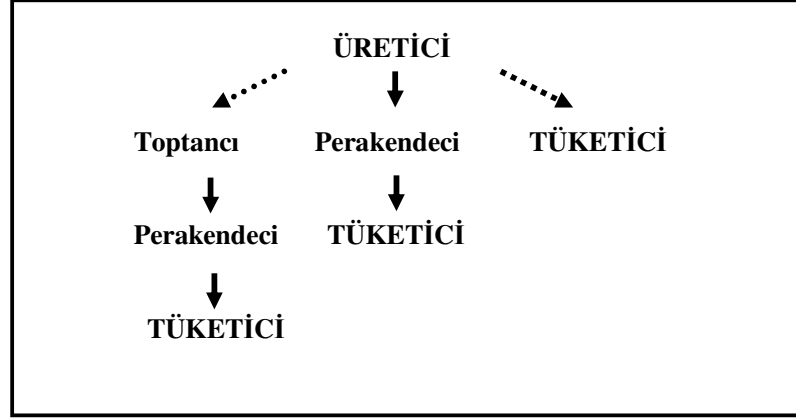 ÜRETİCİ
Toptancı Perakendeci TÜKETİCİ
Perakendeci TÜKETİCİ
TÜKETİCİ